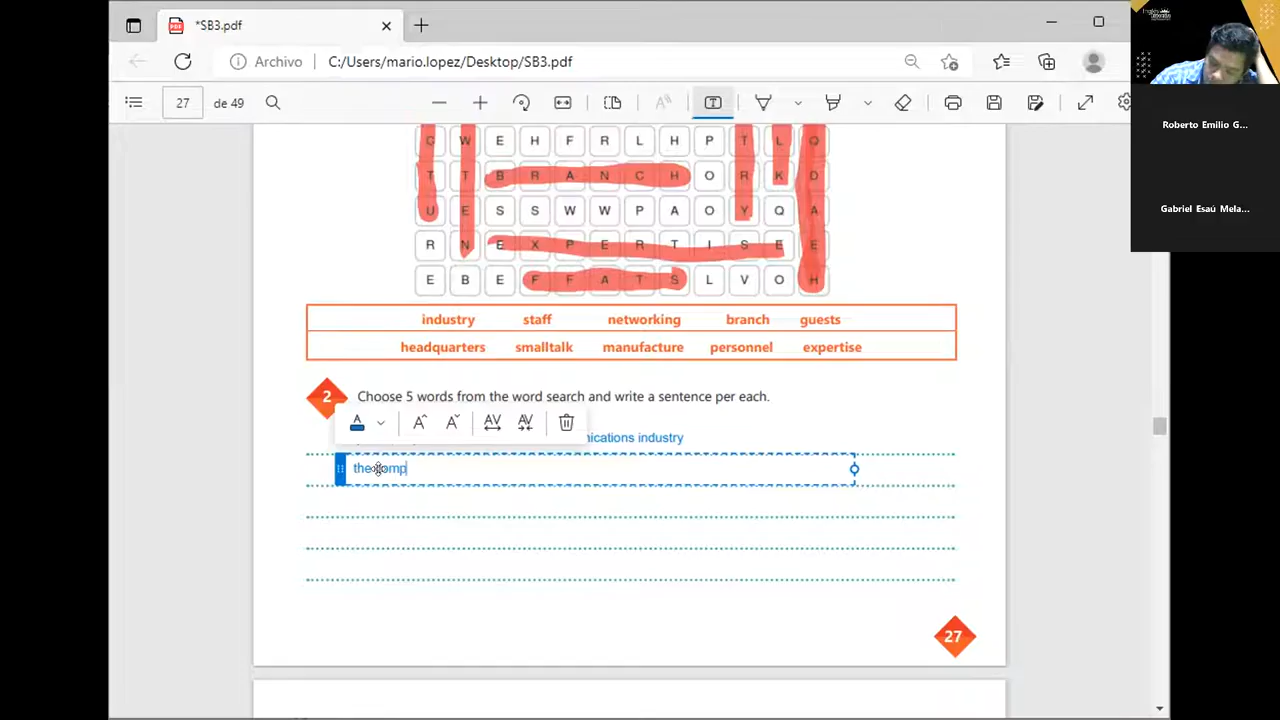 *SB3.pdf
Archivo C:/Users/mario.lopez/Desktop/SB3.pdf
27 de 49
W E H F R L H P T L
T T B R A N C H O R K D
U E S S W W P A O Y Q A
R N E X P E R T I S E E
E B E F F A T S L V O H
industry staff networking branch guests
headquarters smalltalk manufacture personnel expertise
2 Choose 5 words from the word search and write a sentence per each.
nications industry
the comp
27
Roberto Emilio G...
Gabriel Esaú Mela...